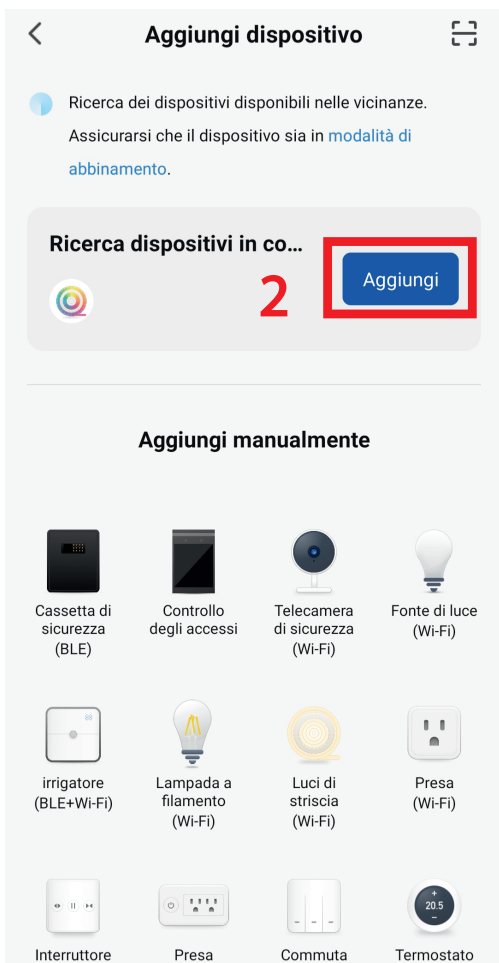 Aggiungi dispositivo
Ricerca dei dispositivi disponibili nelle vicinanze.
Assicurarsi che il dispositivo sia in modalità di
abbinamento.
Ricerca dispositivi in co...
2
Aggiungi
Aggiungi manualmente
Cassetta di
sicurezza
(BLE)
Controllo
degli accessi
Telecamera
di sicurezza
(Wi-Fi)
Fonte di luce
(Wi-Fi)
irrigatore
(BLE+Wi-Fi)
Lampada a
filamento
(Wi-Fi)
Luci di
striscia
(Wi-Fi)
Presa
(Wi-Fi)
Interruttore
Presa
Commuta
20.5
Termostato